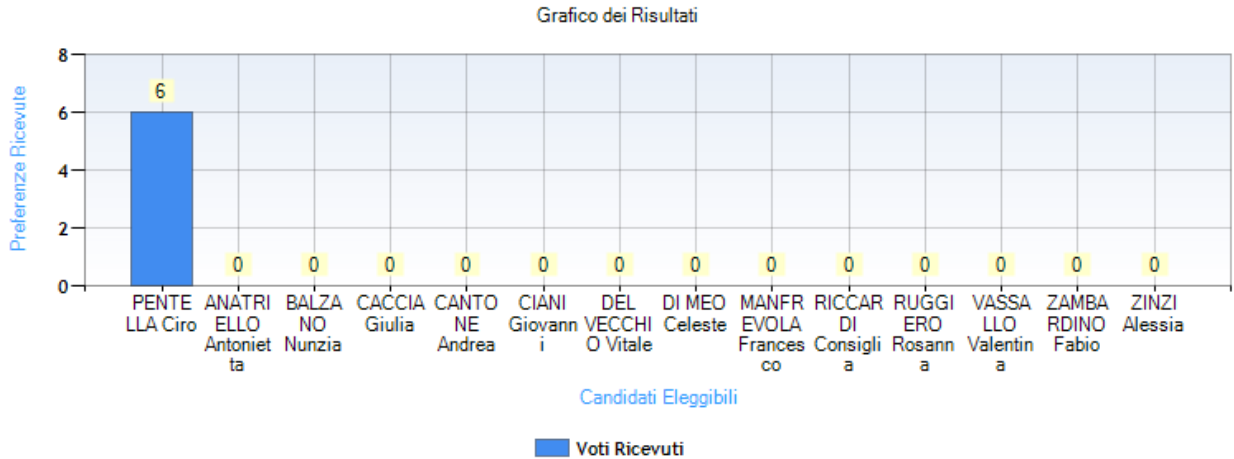 Grafico dei Risultati
Preferenze Ricevute
8
6
4
2
0
6
0
0
0
0
0
0
0
0
0
0
0
0
0
PENTE
LLA Ciro
ANATRI
ELLO
Antoniet
ta
BALZA
NO
Nunzia
CACCIA
Giulia
CANTO
NE
Andrea
CIANI
Giovann
i
DEL
VECCHI
O Vitale
DI MEO
Celeste
MANFR
EVOLA
Frances
co
RICCAR
DI
Consigli
a
RUGGI
ERO
Rosann
a
VASSA
LLO
Valentin
a
ZAMBA
RDINO
Fabio
ZINZI
Alessia
Candidati Eleggibili
Voti Ricevuti